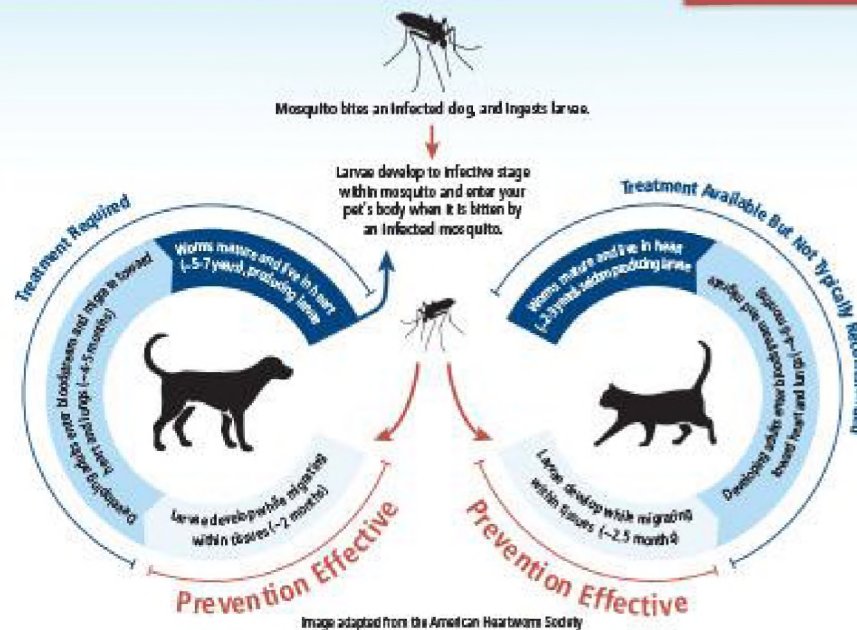 Mosquito bites an infected dog, and ingests larvae.
Larvae develop to infective stage
within mosquito and enter your
pet's body when it is bitten by
an infected mosquito.
Treatment Required
Worms mature and live in heart
(~5-7 years), producing larvae
Developing adults enter bloodstream and migrate toward
heart and lungs (~4-5 months)
Larvae develop while migrating
within tissues (~2 months)
Prevention Effective
Treatment Available But Not Typically
Worms mature and live in heart
(~2-3 years), seldom producing larvae
Developing adults enter bloodstream and migrate
toward heart and lungs months)
Larvae develop while migrating
within tissues (~2.5 months)
Prevention Effective
Image adapted from the American Heartworm Society